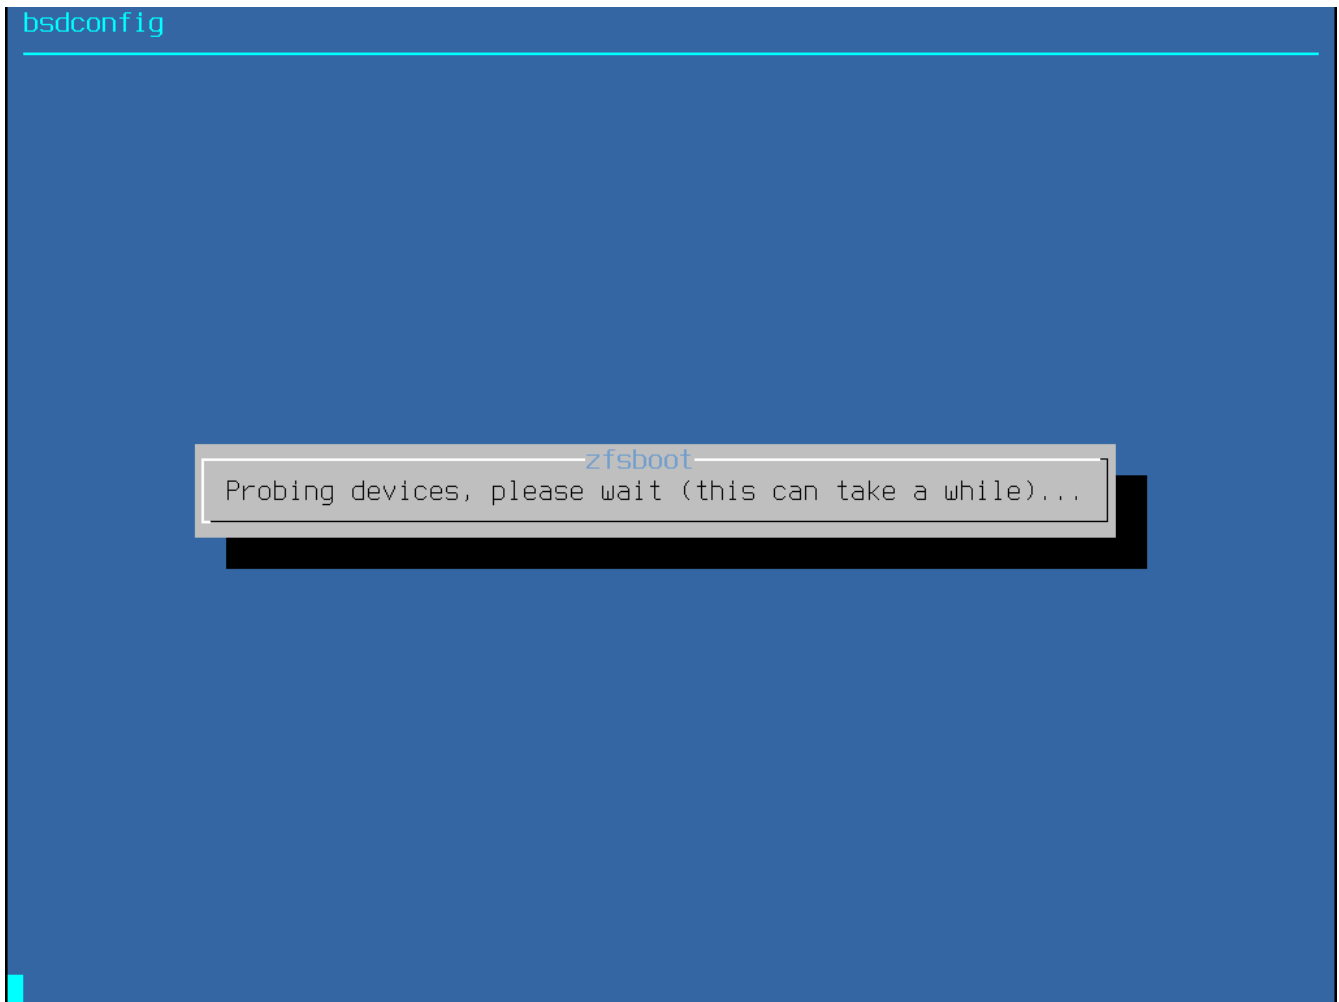 bsdconfig
zfsboot
Probing devices, please wait (this can take a while)...